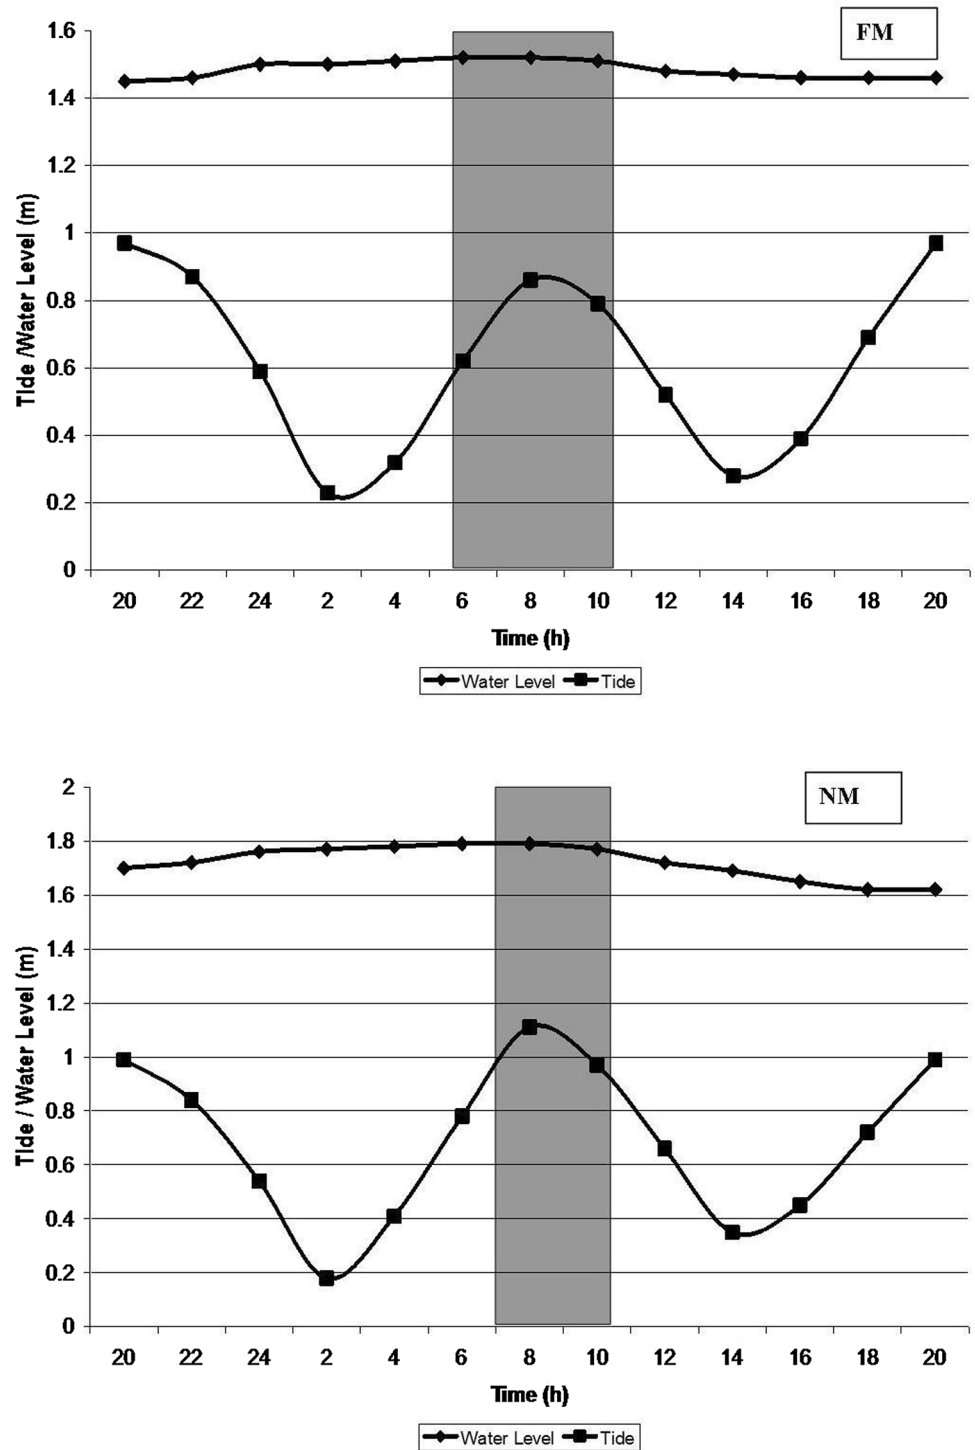 FM
1.6
1.4
1.2
1
0.8
0.6
0.4
0.2
0
Tide /Water Level (m)
20 22 24 2 4 6 8 10 12 14 16 18 20
Time (h)
Water Level Tide
NM
2
1.8
1.6
1.4
1.2
1
0.8
0.6
0.4
0.2
0
Tide / Water Level (m)
20 22 24 2 4 6 8 10 12 14 16 18 20
Time (h)
Water Level Tide